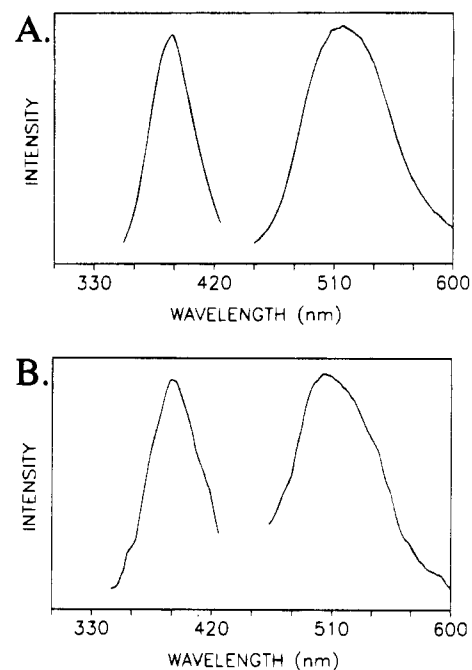 A.
INTENSITY
330 420 510 600
WAVELENGTH (nm)
B.
INTENSITY
330 420 510 600
WAVELENGTH (nm)